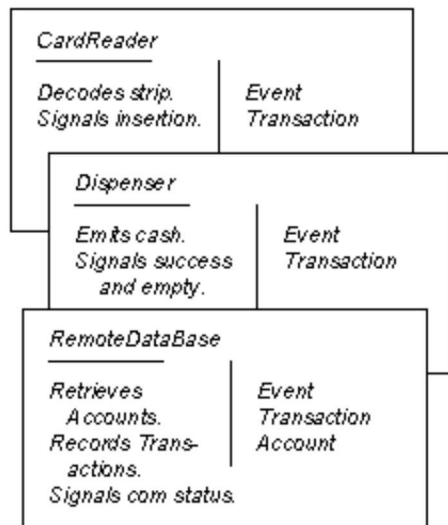 CardReader
Decodes strip. Event
Signals insertion. Transaction
Dispenser
Emits cash. Event
Signals success Transaction
and empty.
RemoteDataBase
Retrieves Event
Accounts. Transaction
Records Trans- Account
actions.
Signals com status.